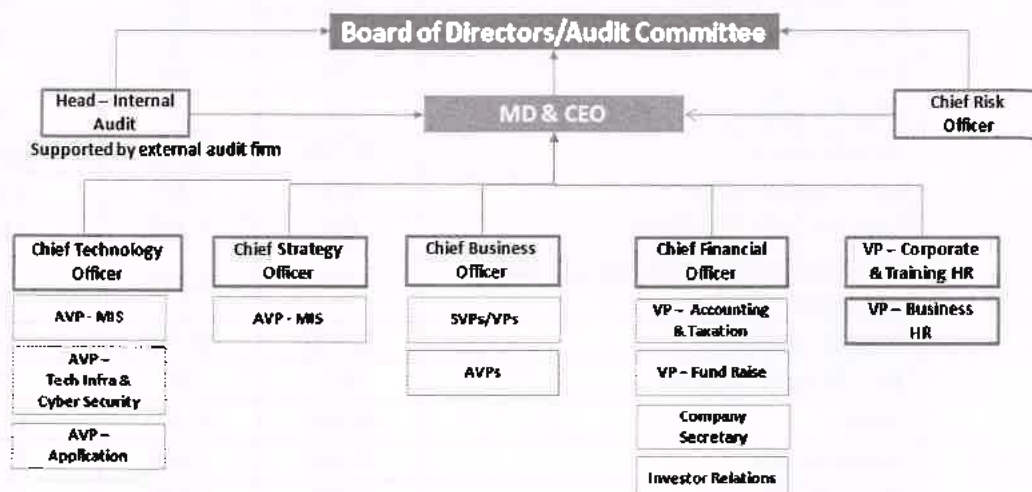 Board of Directors/Audit Committee
Head – Internal
Audit
Supported by external audit firm
MD & CEO
Chief Risk
Officer
Chief Technology
Officer
AVP - MIS
AVP –
Tech Infra &
Cyber Security
AVP –
Application
Chief Strategy
Officer
AVP - MIS
Chief Business
Officer
SVPs/VPs
AVPs
Chief Financial
Officer
VP – Accounting
& Taxation
VP – Fund Raise
Company
Secretary
Investor Relations
VP – Corporate
& Training HR
VP – Business
HR